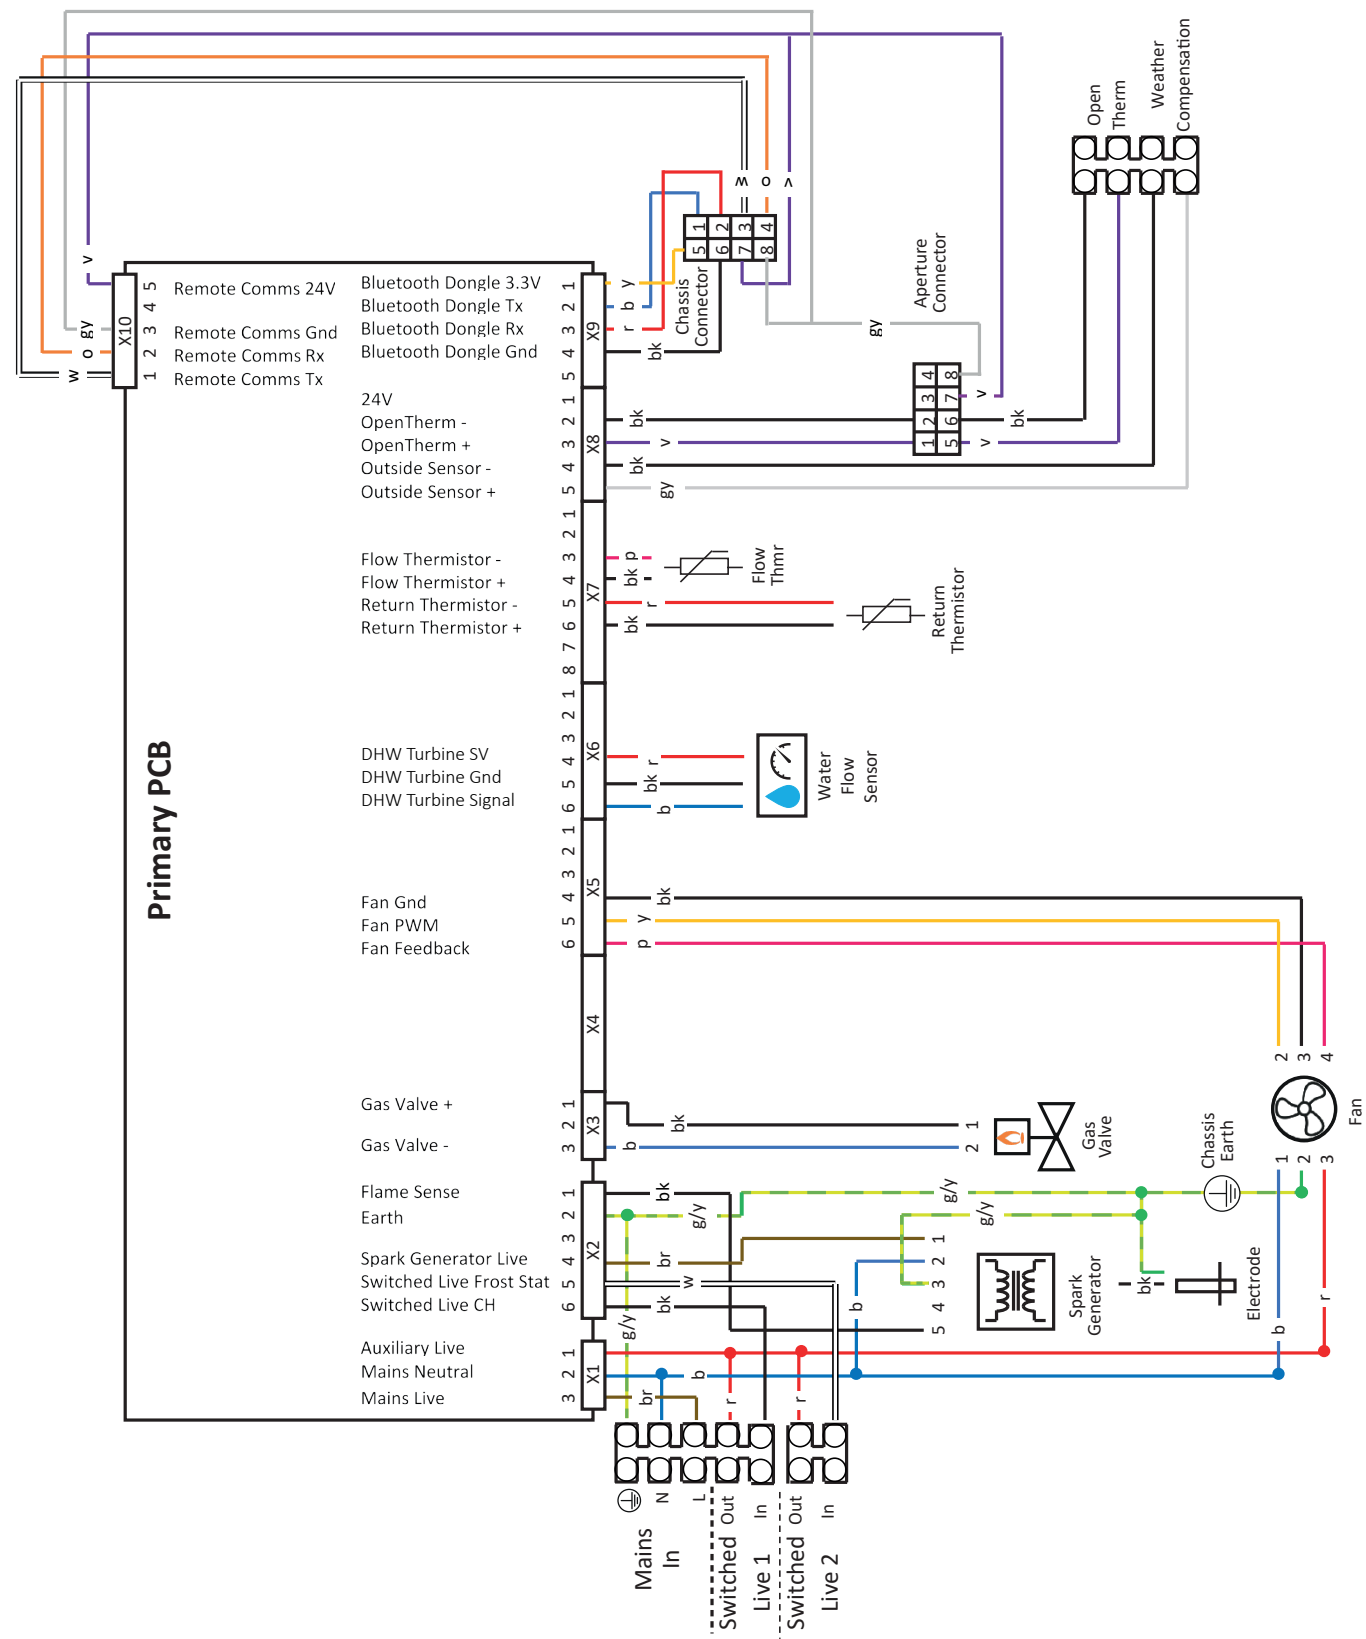 Primary PCB
X10
5
4
3
2
1
Remote Comms 24V
Remote Comms Gnd
Remote Comms Rx
Remote Comms Tx
v
gy
o
w
Bluetooth Dongle 3.3V
Bluetooth Dongle Tx
Bluetooth Dongle Rx
Bluetooth Dongle Gnd
1
2
3
4
5
X9
y
b
r
bk
Chassis
Connector
5 1
6 2
7 3
8 4
w
o
v
24V
OpenTherm -
OpenTherm +
Outside Sensor -
Outside Sensor +
1
2
3
4
5
X8
bk
v
bk
gy
Aperture
Connector
gy
4 8
3 7
2 6
1 5
v
bk
v
Open
Therm
Weather
Compensation
Flow Thermistor -
Flow Thermistor +
Return Thermistor -
Return Thermistor +
1
2
3
4
5
6
7
8
X7
p
bk
r
bk
Flow
Thmr
Return
Thermistor
DHW Turbine SV
DHW Turbine Gnd
DHW Turbine Signal
1
2
3
4
5
6
X6
r
bk
b
Water
Flow
Sensor
Fan Gnd
Fan PWM
Fan Feedback
1
2
3
4
5
6
X5
bk
y
p
X4
2
3
4
Fan
1
2
3
Gas Valve +
Gas Valve -
1
2
3
X3
bk
b
1
2
Gas
Valve
Chassis
Earth
Flame Sense
Earth
Spark Generator Live
Switched Live Frost Stat
Switched Live CH
1
2
3
4
5
6
X2
bk
g/y
br
w
bk
g/y
g/y
g/y
1
2
3
4
5
b
Spark
Generator
bk
Electrode
b
r
Auxiliary Live
Mains Neutral
Mains Live
1
2
3
X1
b
br
r
r
N
L
Out
In
Out
In
Mains
In
Switched
Live 1
Switched
Live 2